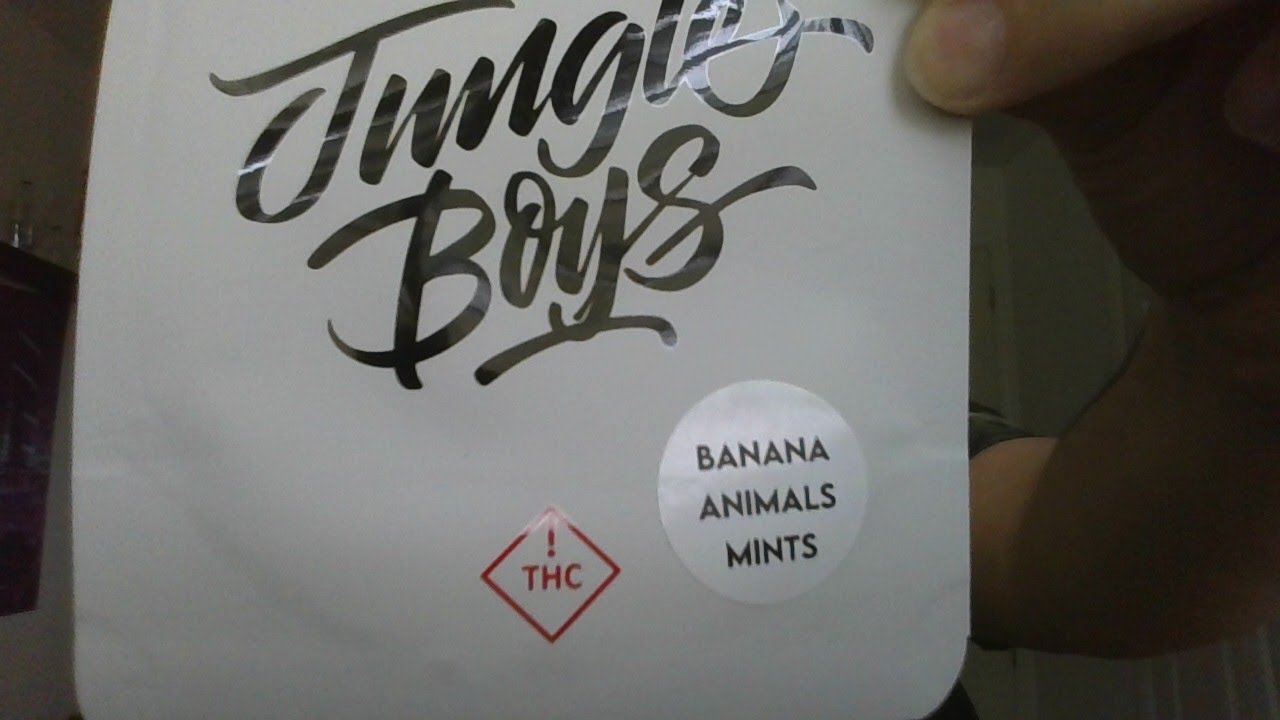 Jungle
Boys
BANANA
ANIMALS
MINTS
!
THC